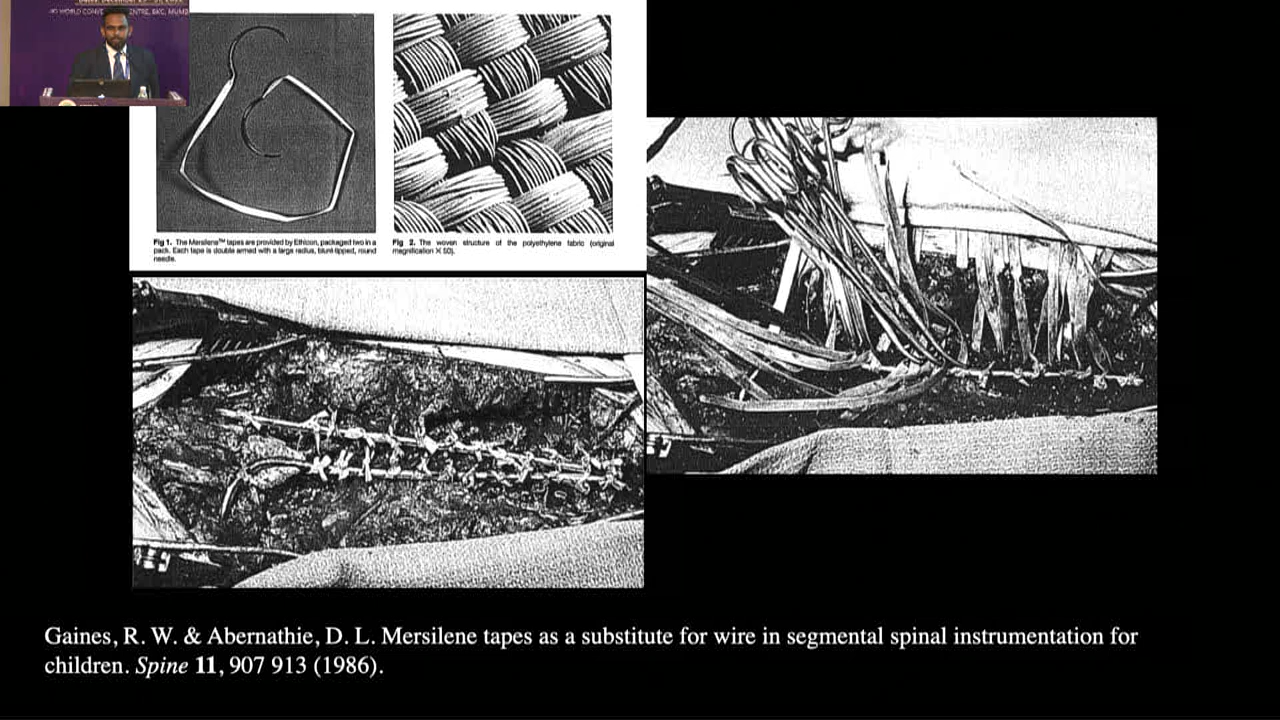 WORLD CONVE
ENTRE, BKC, MUM
Fig 1. The Mersilene™ tapes are provided by Ethicon, packaged two in a
pack. Each tape is double armed with a large radius, blunt-tipped, round
needle.
Fig 2. The woven structure of the polyethylene fabric (original
magnification X 50).
Gaines, R. W. & Abernathie, D. L. Mersilene tapes as a substitute for wire in segmental spinal instrumentation for
children. Spine 11, 907 913 (1986).